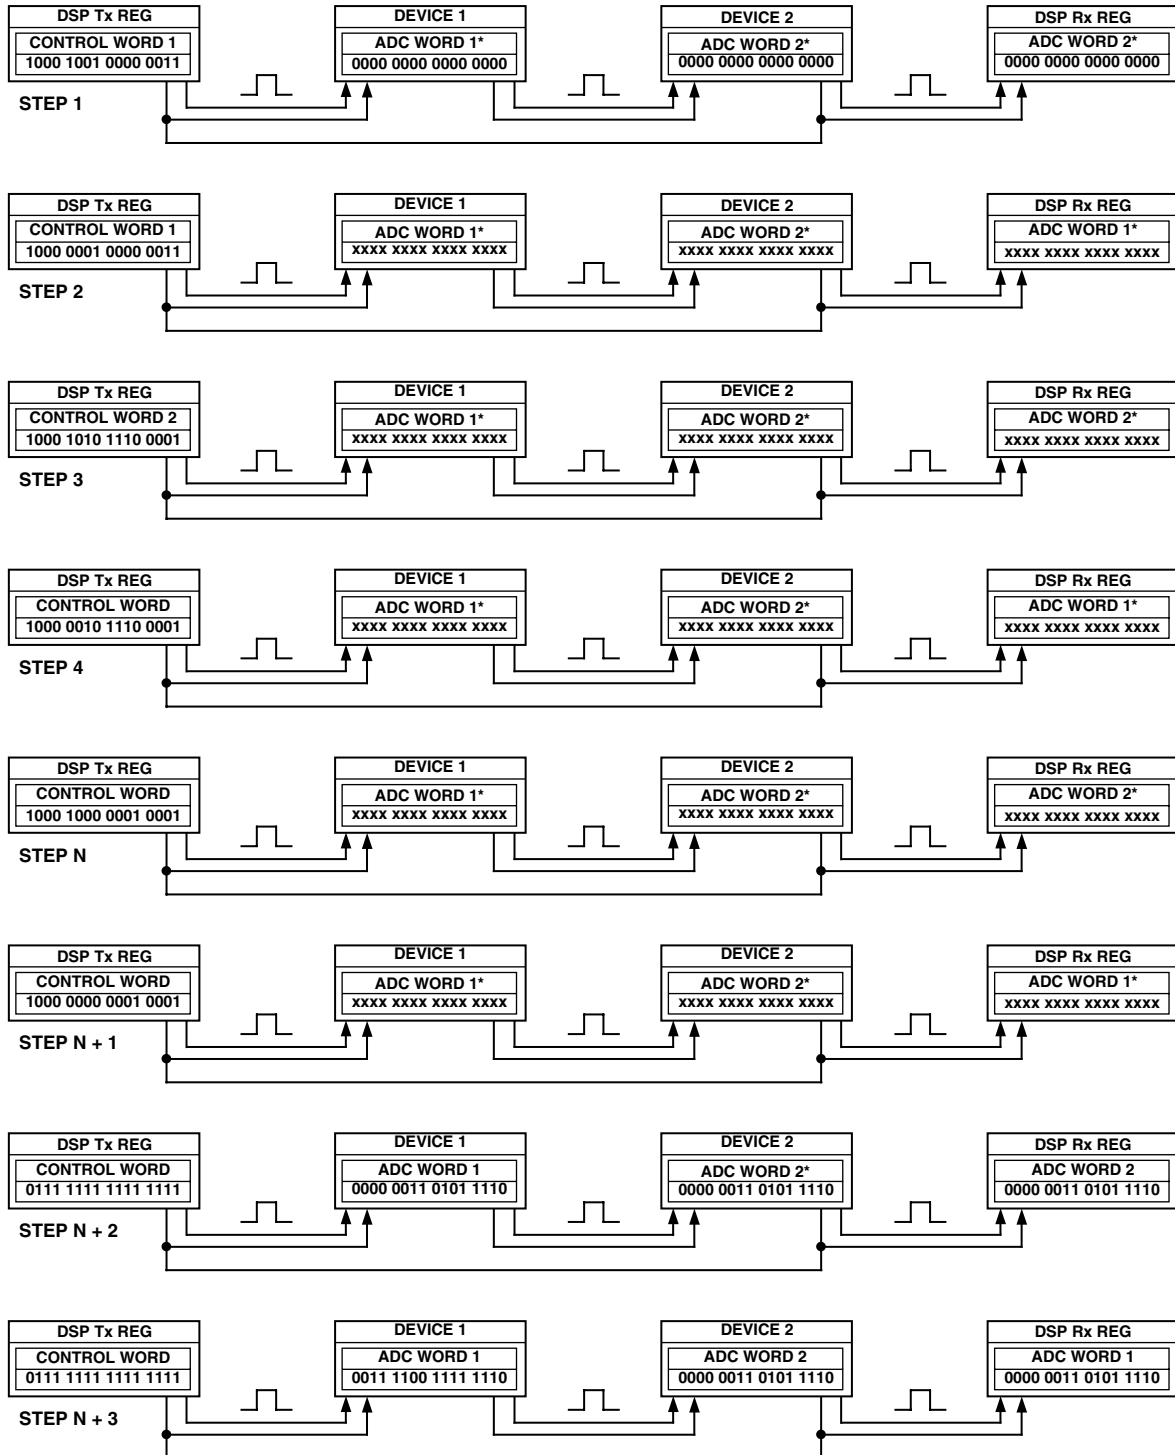 DSP Tx REG
CONTROL WORD 1
1000 1001 0000 0011
DEVICE 1
ADC WORD 1*
0000 0000 0000 0000
DEVICE 2
ADC WORD 2*
0000 0000 0000 0000
DSP Rx REG
ADC WORD 2*
0000 0000 0000 0000
STEP 1
DSP Tx REG
CONTROL WORD 1
1000 0001 0000 0011
DEVICE 1
ADC WORD 1*
xxxx xxxx xxxx xxxx
DEVICE 2
ADC WORD 2*
xxxx xxxx xxxx xxxx
DSP Rx REG
ADC WORD 1*
xxxx xxxx xxxx xxxx
STEP 2
DSP Tx REG
CONTROL WORD 2
1000 1010 1110 0001
DEVICE 1
ADC WORD 1*
xxxx xxxx xxxx xxxx
DEVICE 2
ADC WORD 2*
xxxx xxxx xxxx xxxx
DSP Rx REG
ADC WORD 2*
xxxx xxxx xxxx xxxx
STEP 3
DSP Tx REG
CONTROL WORD
1000 0010 1110 0001
DEVICE 1
ADC WORD 1*
xxxx xxxx xxxx xxxx
DEVICE 2
ADC WORD 2*
xxxx xxxx xxxx xxxx
DSP Rx REG
ADC WORD 1*
xxxx xxxx xxxx xxxx
STEP 4
DSP Tx REG
CONTROL WORD
1000 1000 0001 0001
DEVICE 1
ADC WORD 1*
xxxx xxxx xxxx xxxx
DEVICE 2
ADC WORD 2*
xxxx xxxx xxxx xxxx
DSP Rx REG
ADC WORD 2*
xxxx xxxx xxxx xxxx
STEP N
DSP Tx REG
CONTROL WORD
1000 0000 0001 0001
DEVICE 1
ADC WORD 1*
xxxx xxxx xxxx xxxx
DEVICE 2
ADC WORD 2*
xxxx xxxx xxxx xxxx
DSP Rx REG
ADC WORD 1*
xxxx xxxx xxxx xxxx
STEP N + 1
DSP Tx REG
CONTROL WORD
0111 1111 1111 1111
DEVICE 1
ADC WORD 1
0000 0011 0101 1110
DEVICE 2
ADC WORD 2*
0000 0011 0101 1110
DSP Rx REG
ADC WORD 2
0000 0011 0101 1110
STEP N + 2
DSP Tx REG
CONTROL WORD
0111 1111 1111 1111
DEVICE 1
ADC WORD 1
0011 1100 1111 1110
DEVICE 2
ADC WORD 2
0000 0011 0101 1110
DSP Rx REG
ADC WORD 1
0000 0011 0101 1110
STEP N + 3